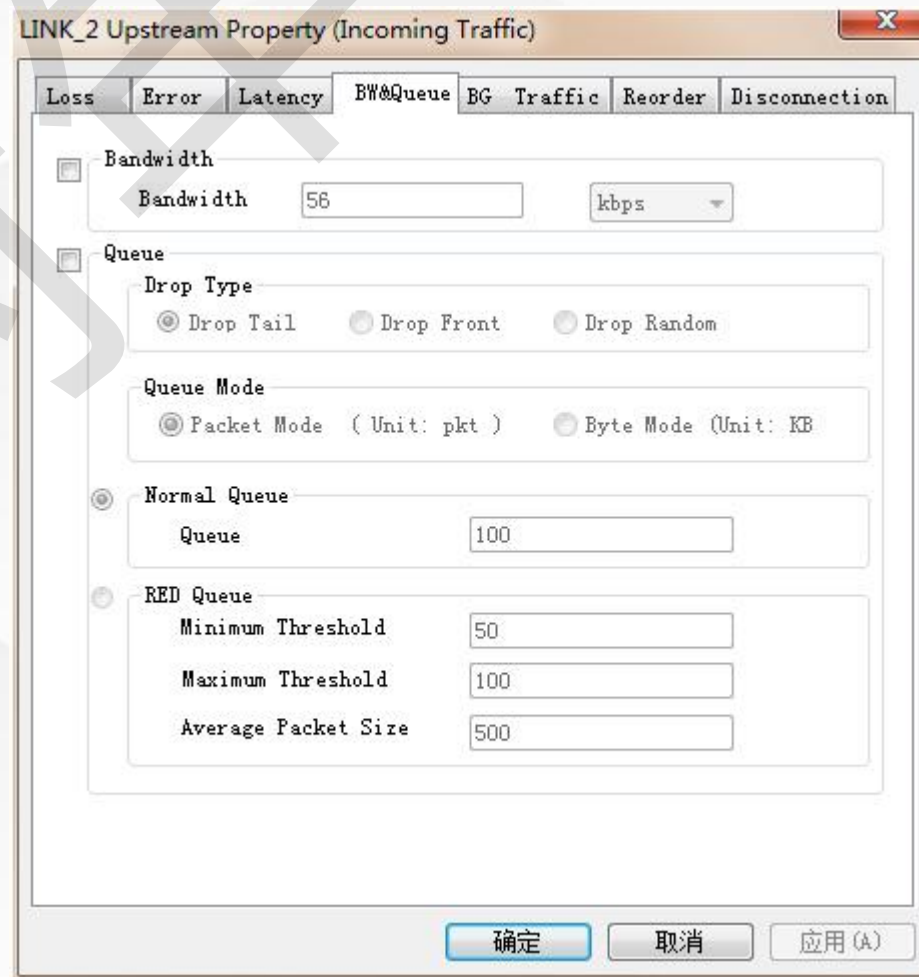 LINK_2 Upstream Property (Incoming Traffic)
Loss Error Latency BW&Queue BG Traffic Reorder Disconnection
Bandwidth
Bandwidth 56 kbps
Queue
Drop Type
Drop Tail Drop Front Drop Random
Queue Mode
Packet Mode ( Unit: pkt ) Byte Mode (Unit: KB
Normal Queue
Queue 100
RED Queue
Minimum Threshold 50
Maximum Threshold 100
Average Packet Size 500
确定 取消 应用(A)